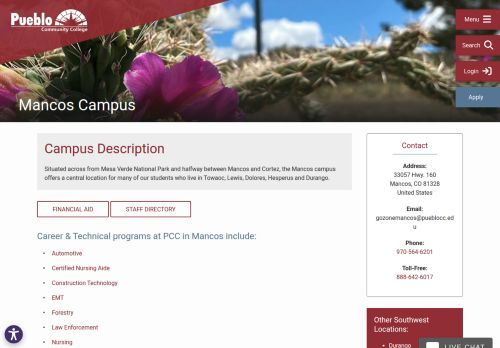 Pueblo
Community College
Menu
Search
Login
Apply
Mancos Campus
Campus Description
Situated across from Mesa Verde National Park and halfway between Mancos and Cortez, the Mancos campus
offers a central location for many of our students who live in Towaoc, Lewis, Dolores, Hesperus and Durango.
FINANCIAL AID
STAFF DIRECTORY
Career & Technical programs at PCC in Mancos include:
Automotive
Certified Nursing Aide
Construction Technology
EMT
Forestry
Law Enforcement
Nursing
Contact
Address:
33057 Hwy. 160
Mancos, CO 81328
United States
Email:
gozonemancos@pueblocc.ed
u
Phone:
970-564-6201
Toll-Free:
888-642-6017
Other Southwest
Locations:
Durango
LIVE CHAT